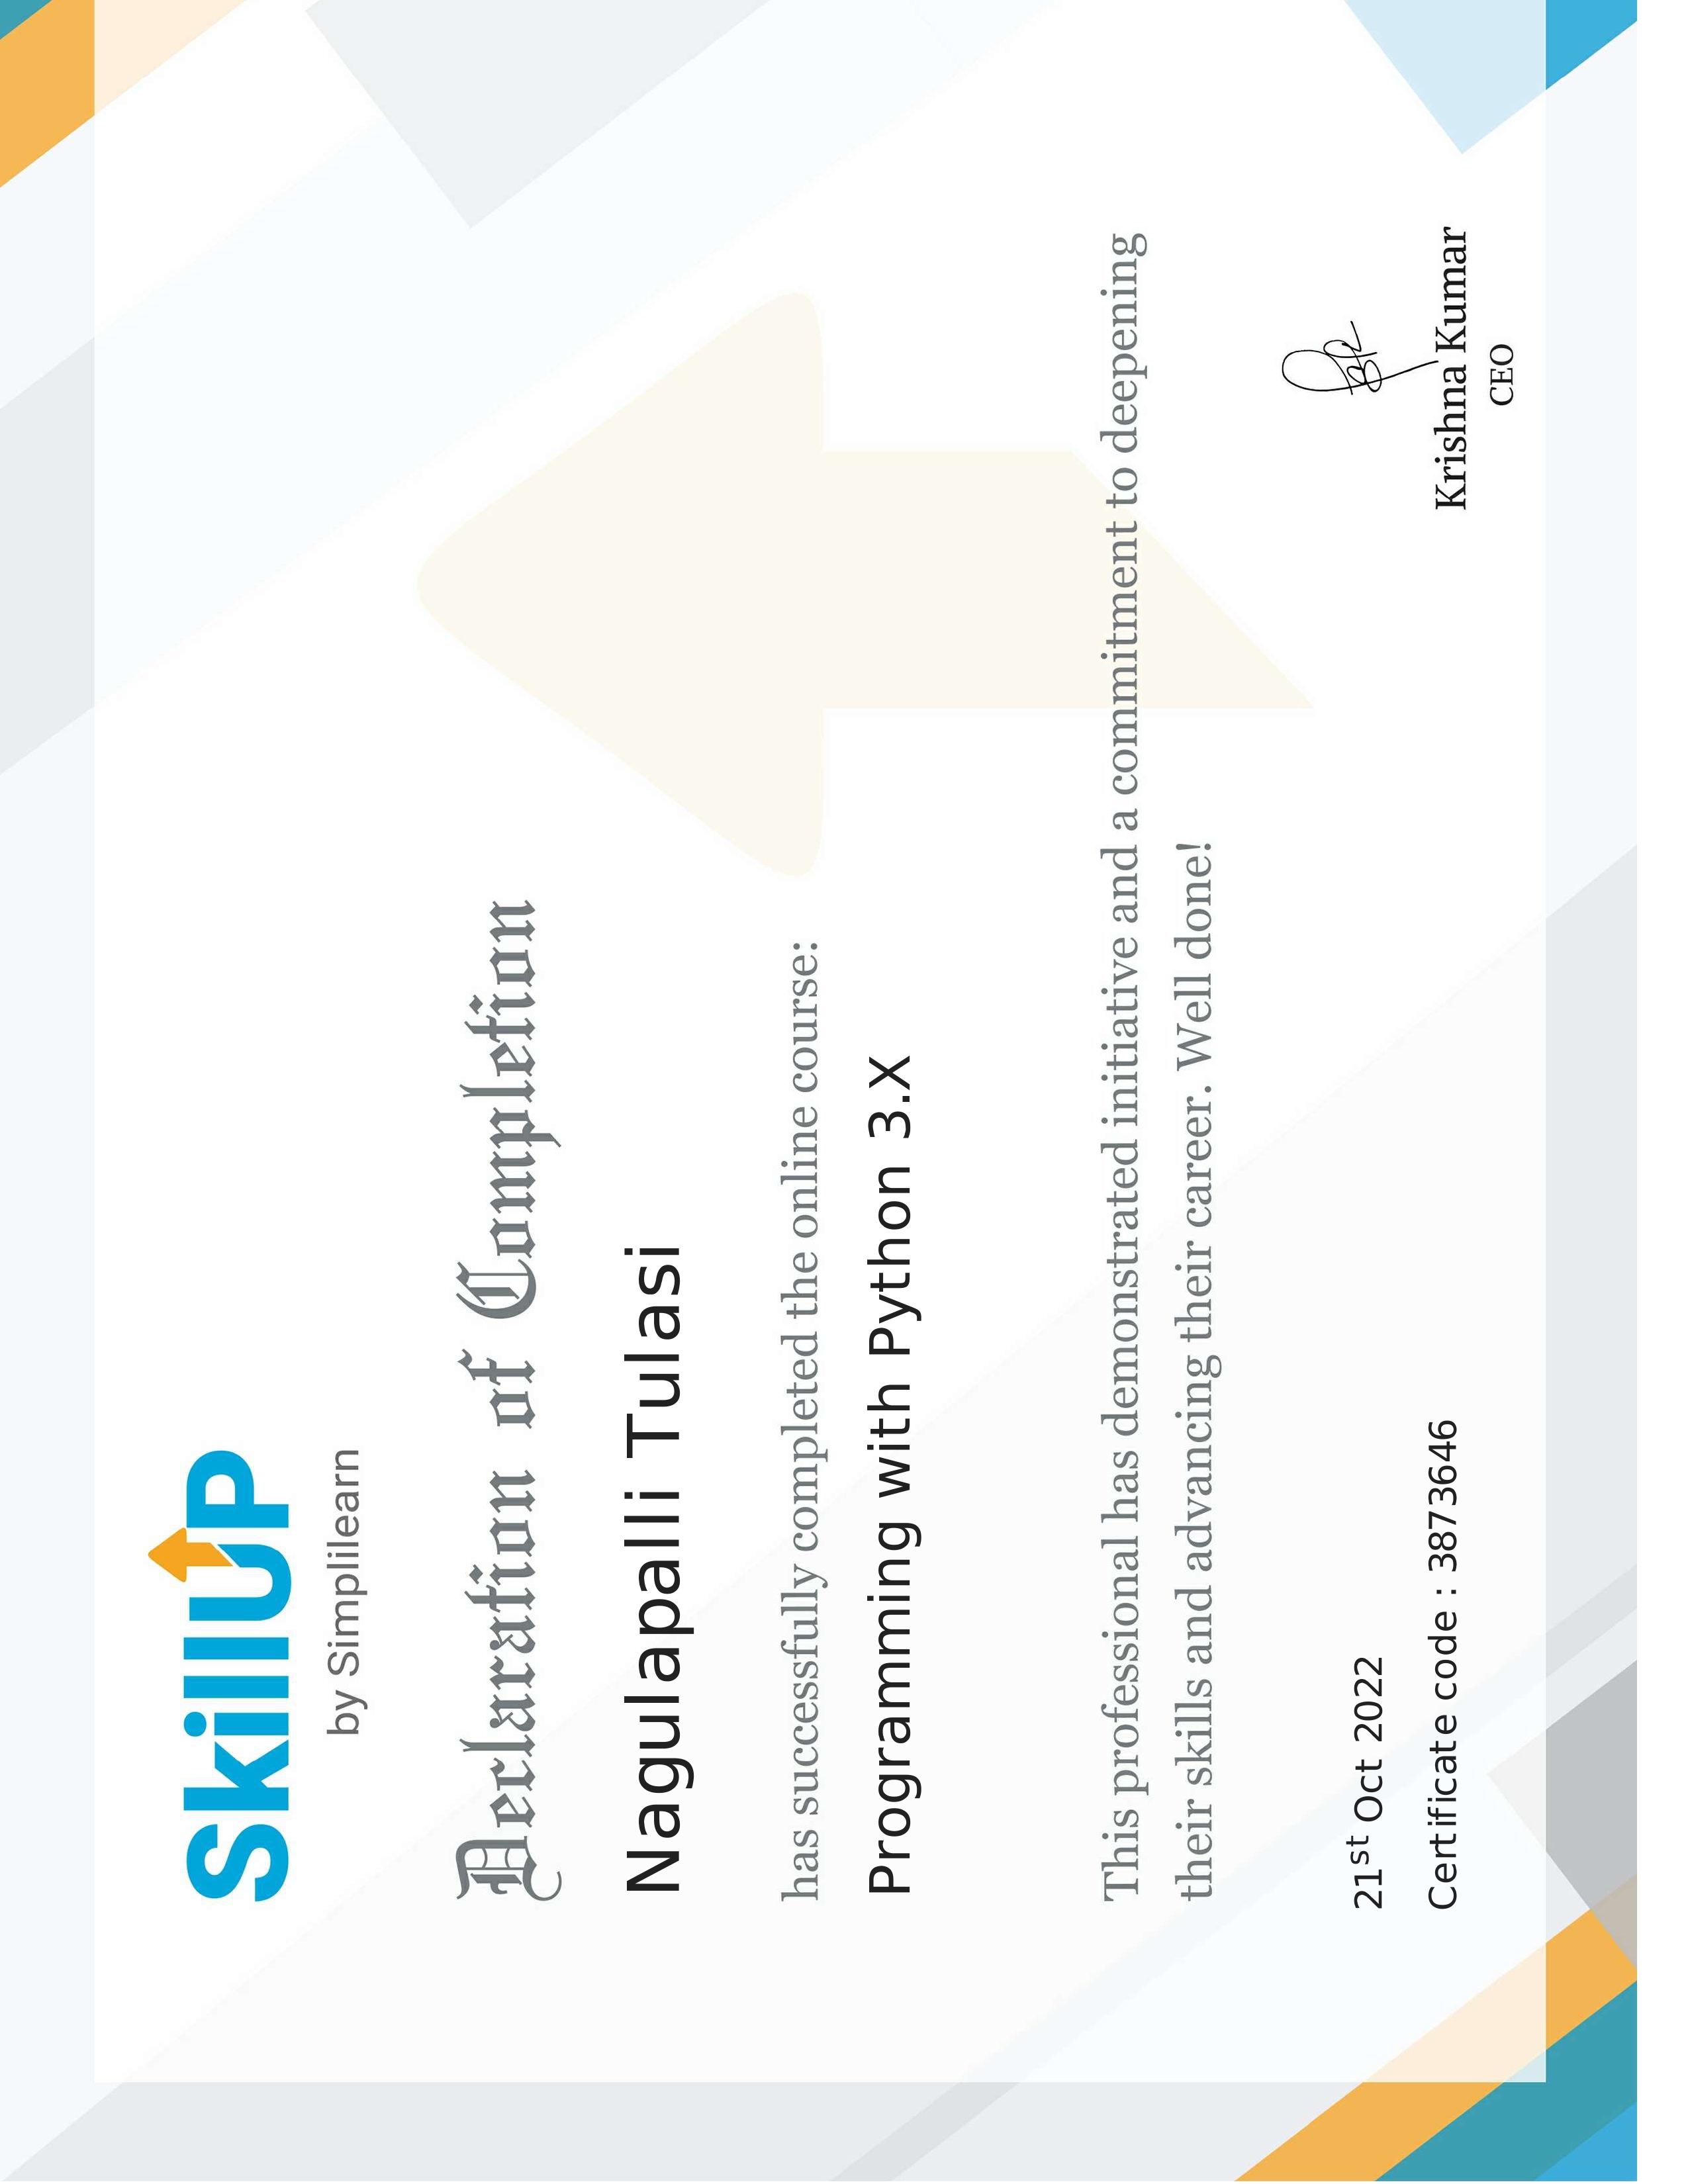 SkillUP
by Simplilearn
Declaration of Completion
Nagulapalli Tulasi
has successfully completed the online course:
Programming with Python 3.X
This professional has demonstrated initiative and a commitment to deepening
their skills and advancing their career. Well done!
21st Oct 2022
Certificate code : 3873646
Krishna Kumar
CEO